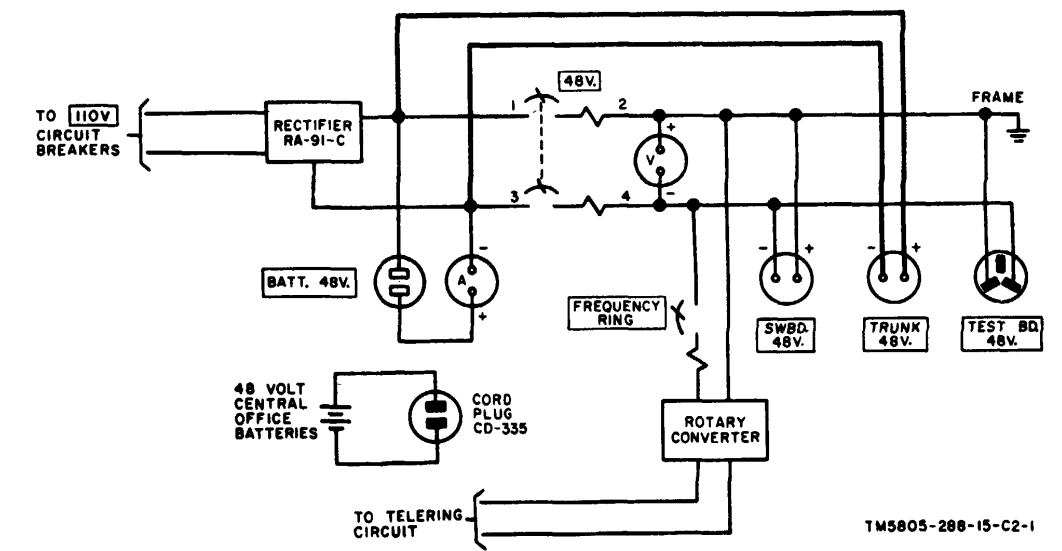 48V.
1
2
FRAME
TO 110V
CIRCUIT
BREAKERS
RECTIFIER
RA-91-C
+
V
-
3
4
-
BATT. 48V.
A
+
FREQUENCY
RING
-
+
SWBD.
48V.
-
+
TRUNK
48V.
TEST BD.
48V.
48 VOLT
CENTRAL
OFFICE
BATTERIES
CORD
PLUG
CD-335
ROTARY
CONVERTER
TO TELERING
CIRCUIT
TM5805-288-15-C2-1